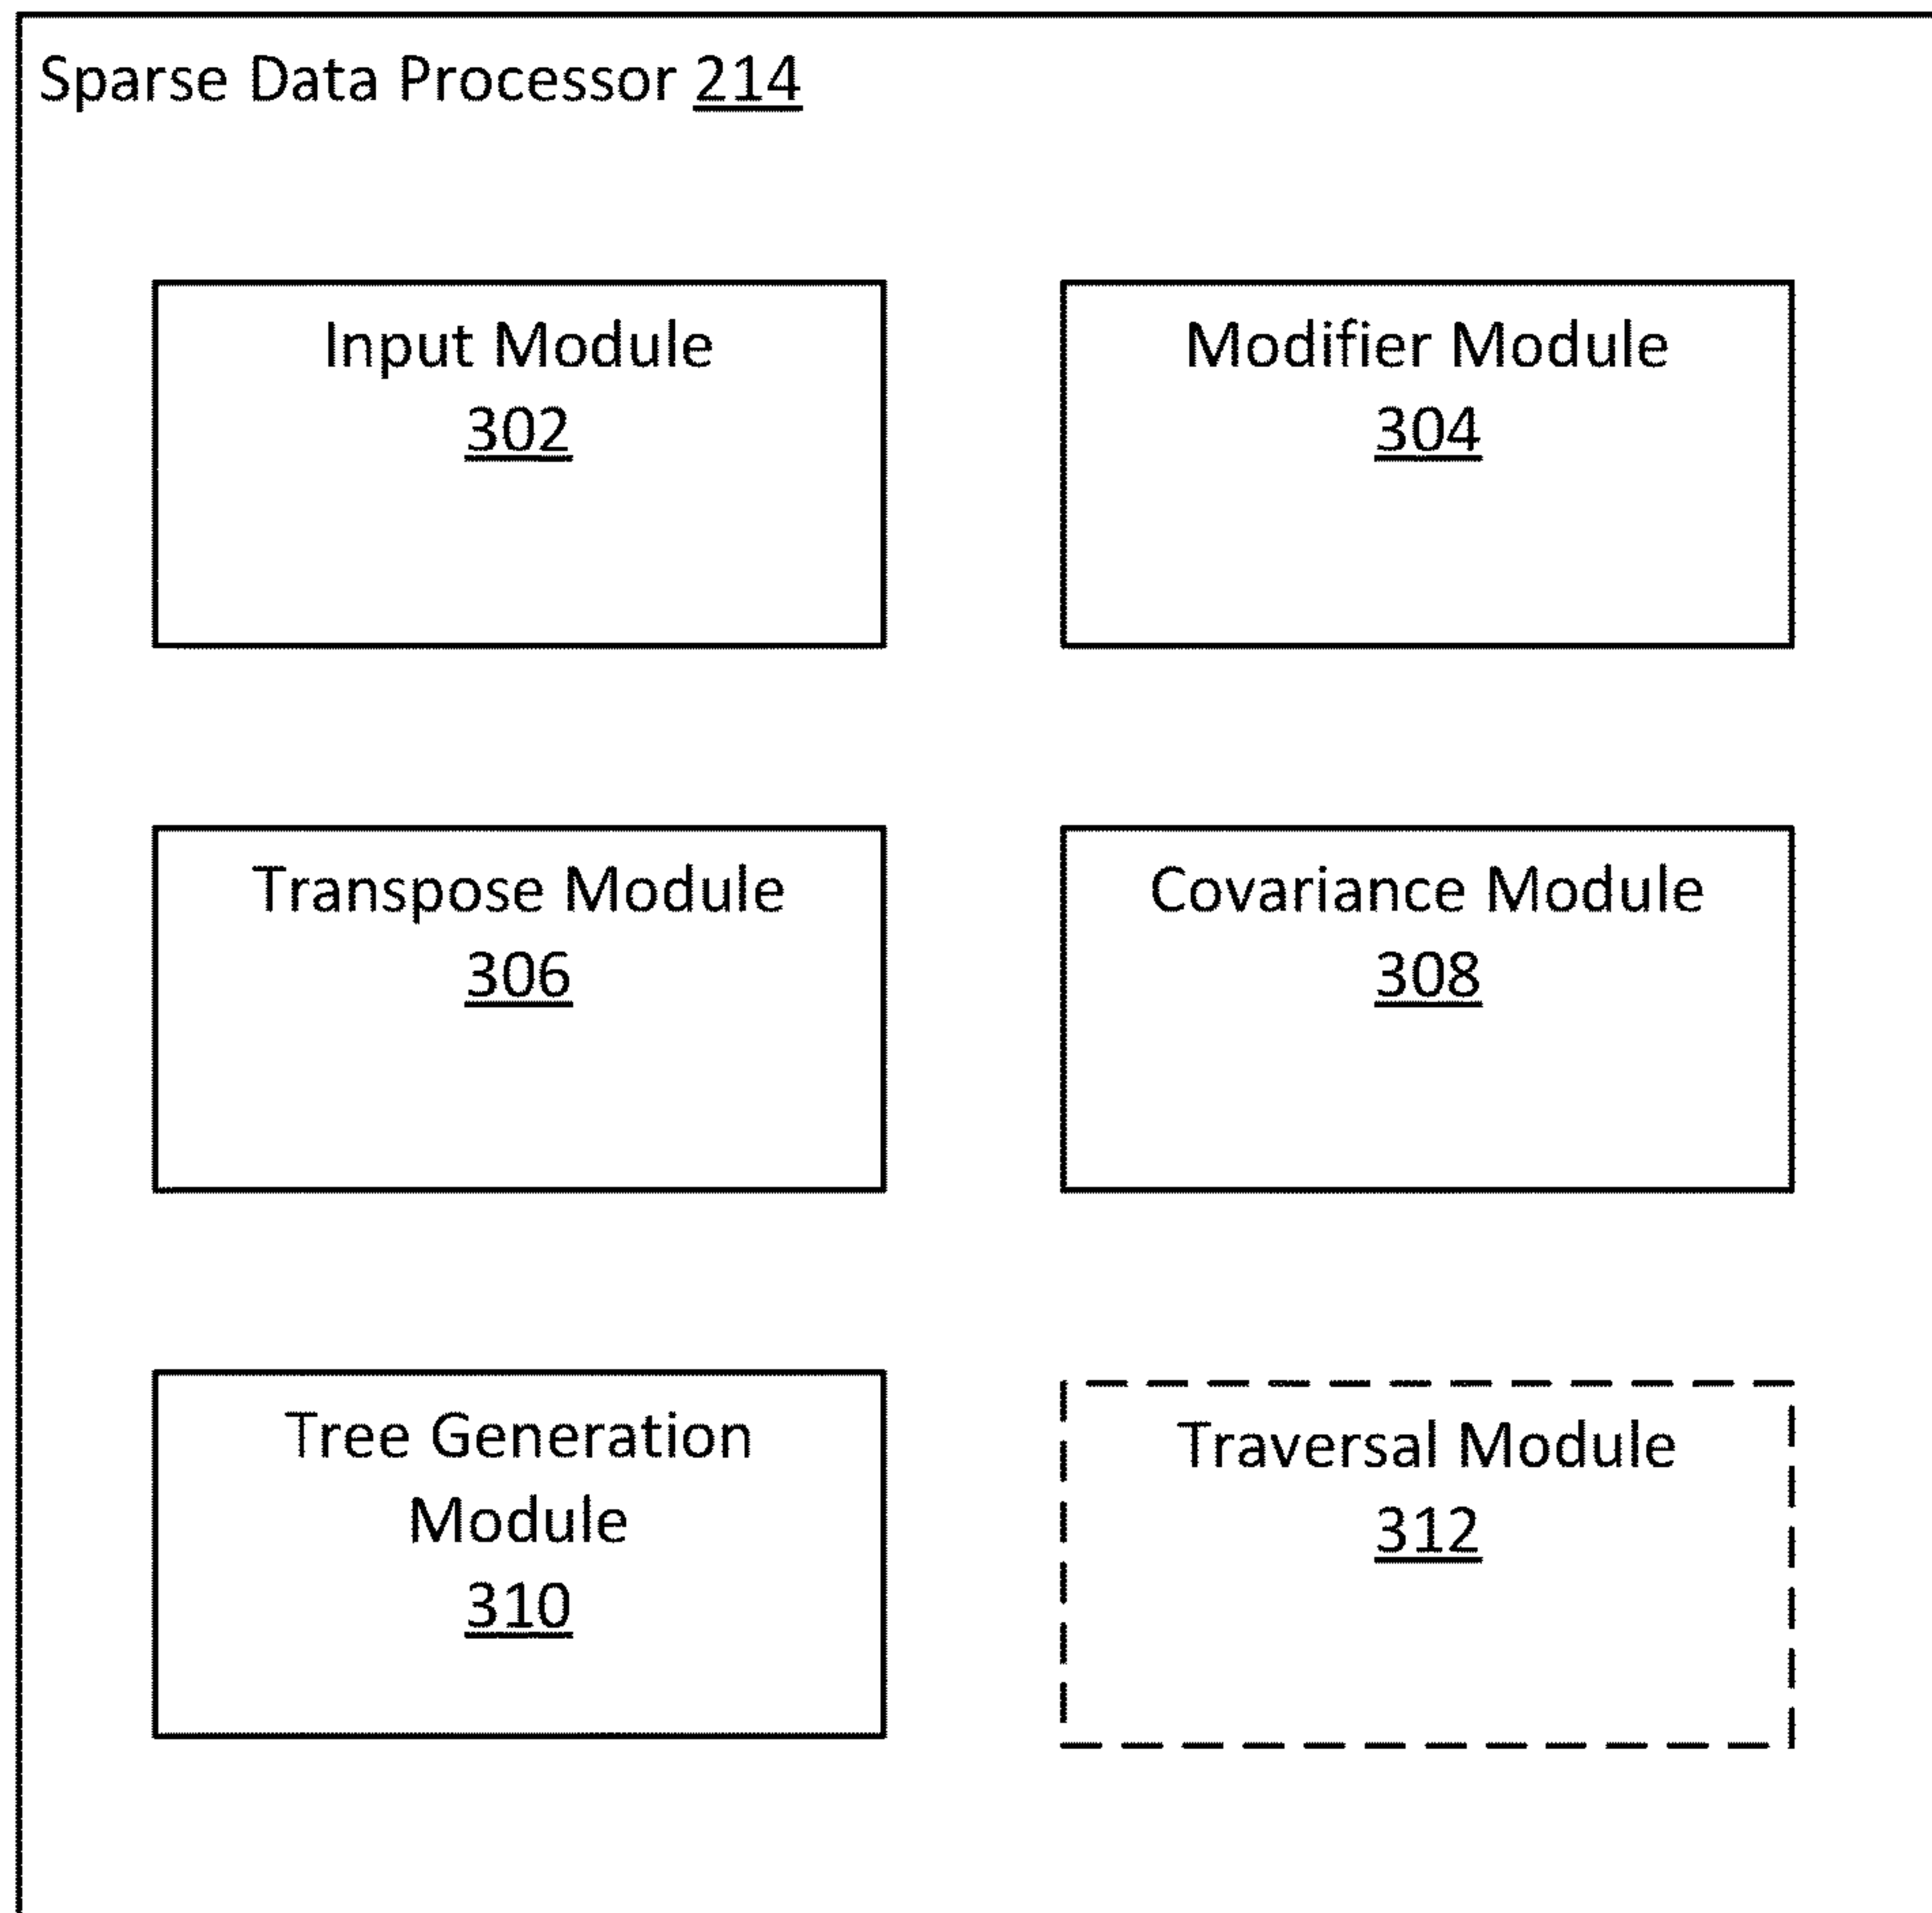 Sparse Data Processor 214
Input Module
302
Modifier Module
304
Transpose Module
306
Covariance Module
308
Tree Generation
Module
310
Traversal Module
312